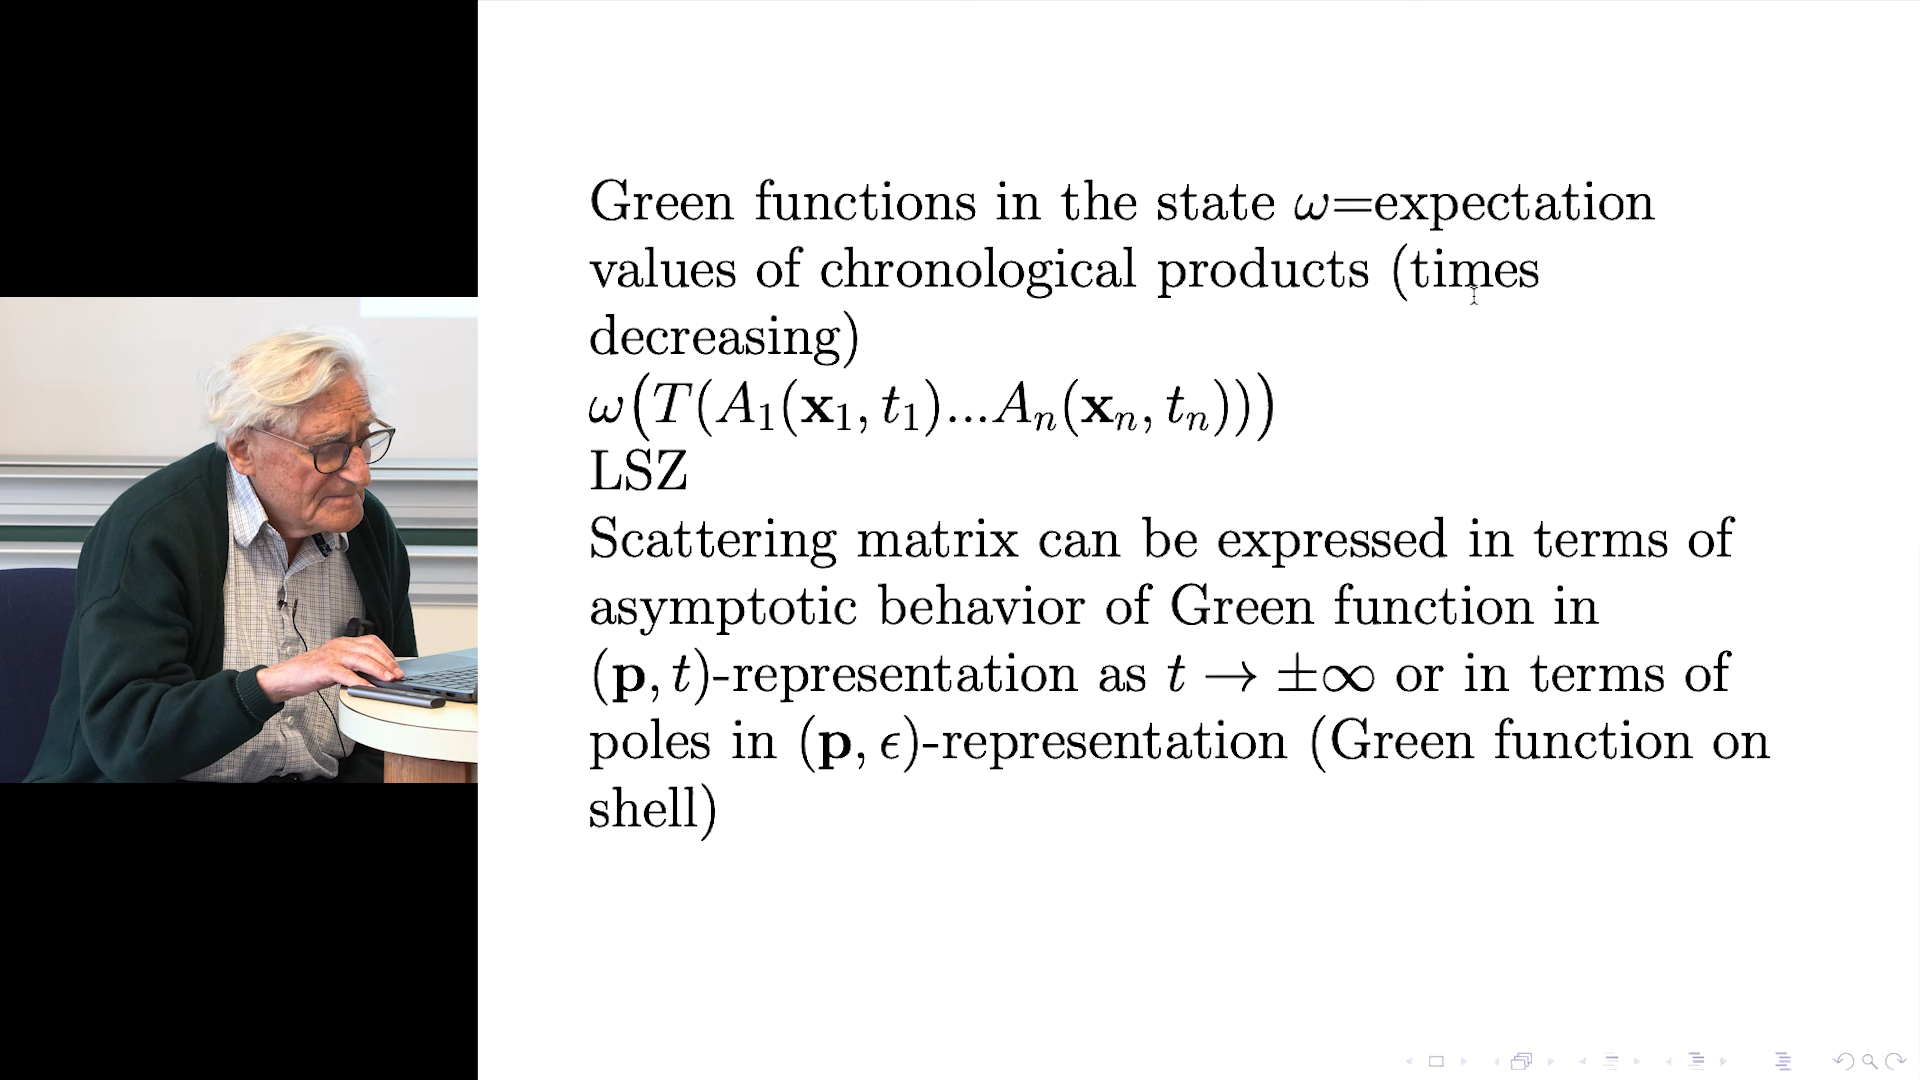 Green functions in the state ω=expectation
values of chronological products (times
decreasing)
ω(T(A₁(𝐱₁, t₁)...Aₙ(𝐱ₙ, tₙ)))
LSZ
Scattering matrix can be expressed in terms of
asymptotic behavior of Green function in
(𝐩, t)-representation as t → ±∞ or in terms of
poles in (𝐩, ϵ)-representation (Green function on
shell)